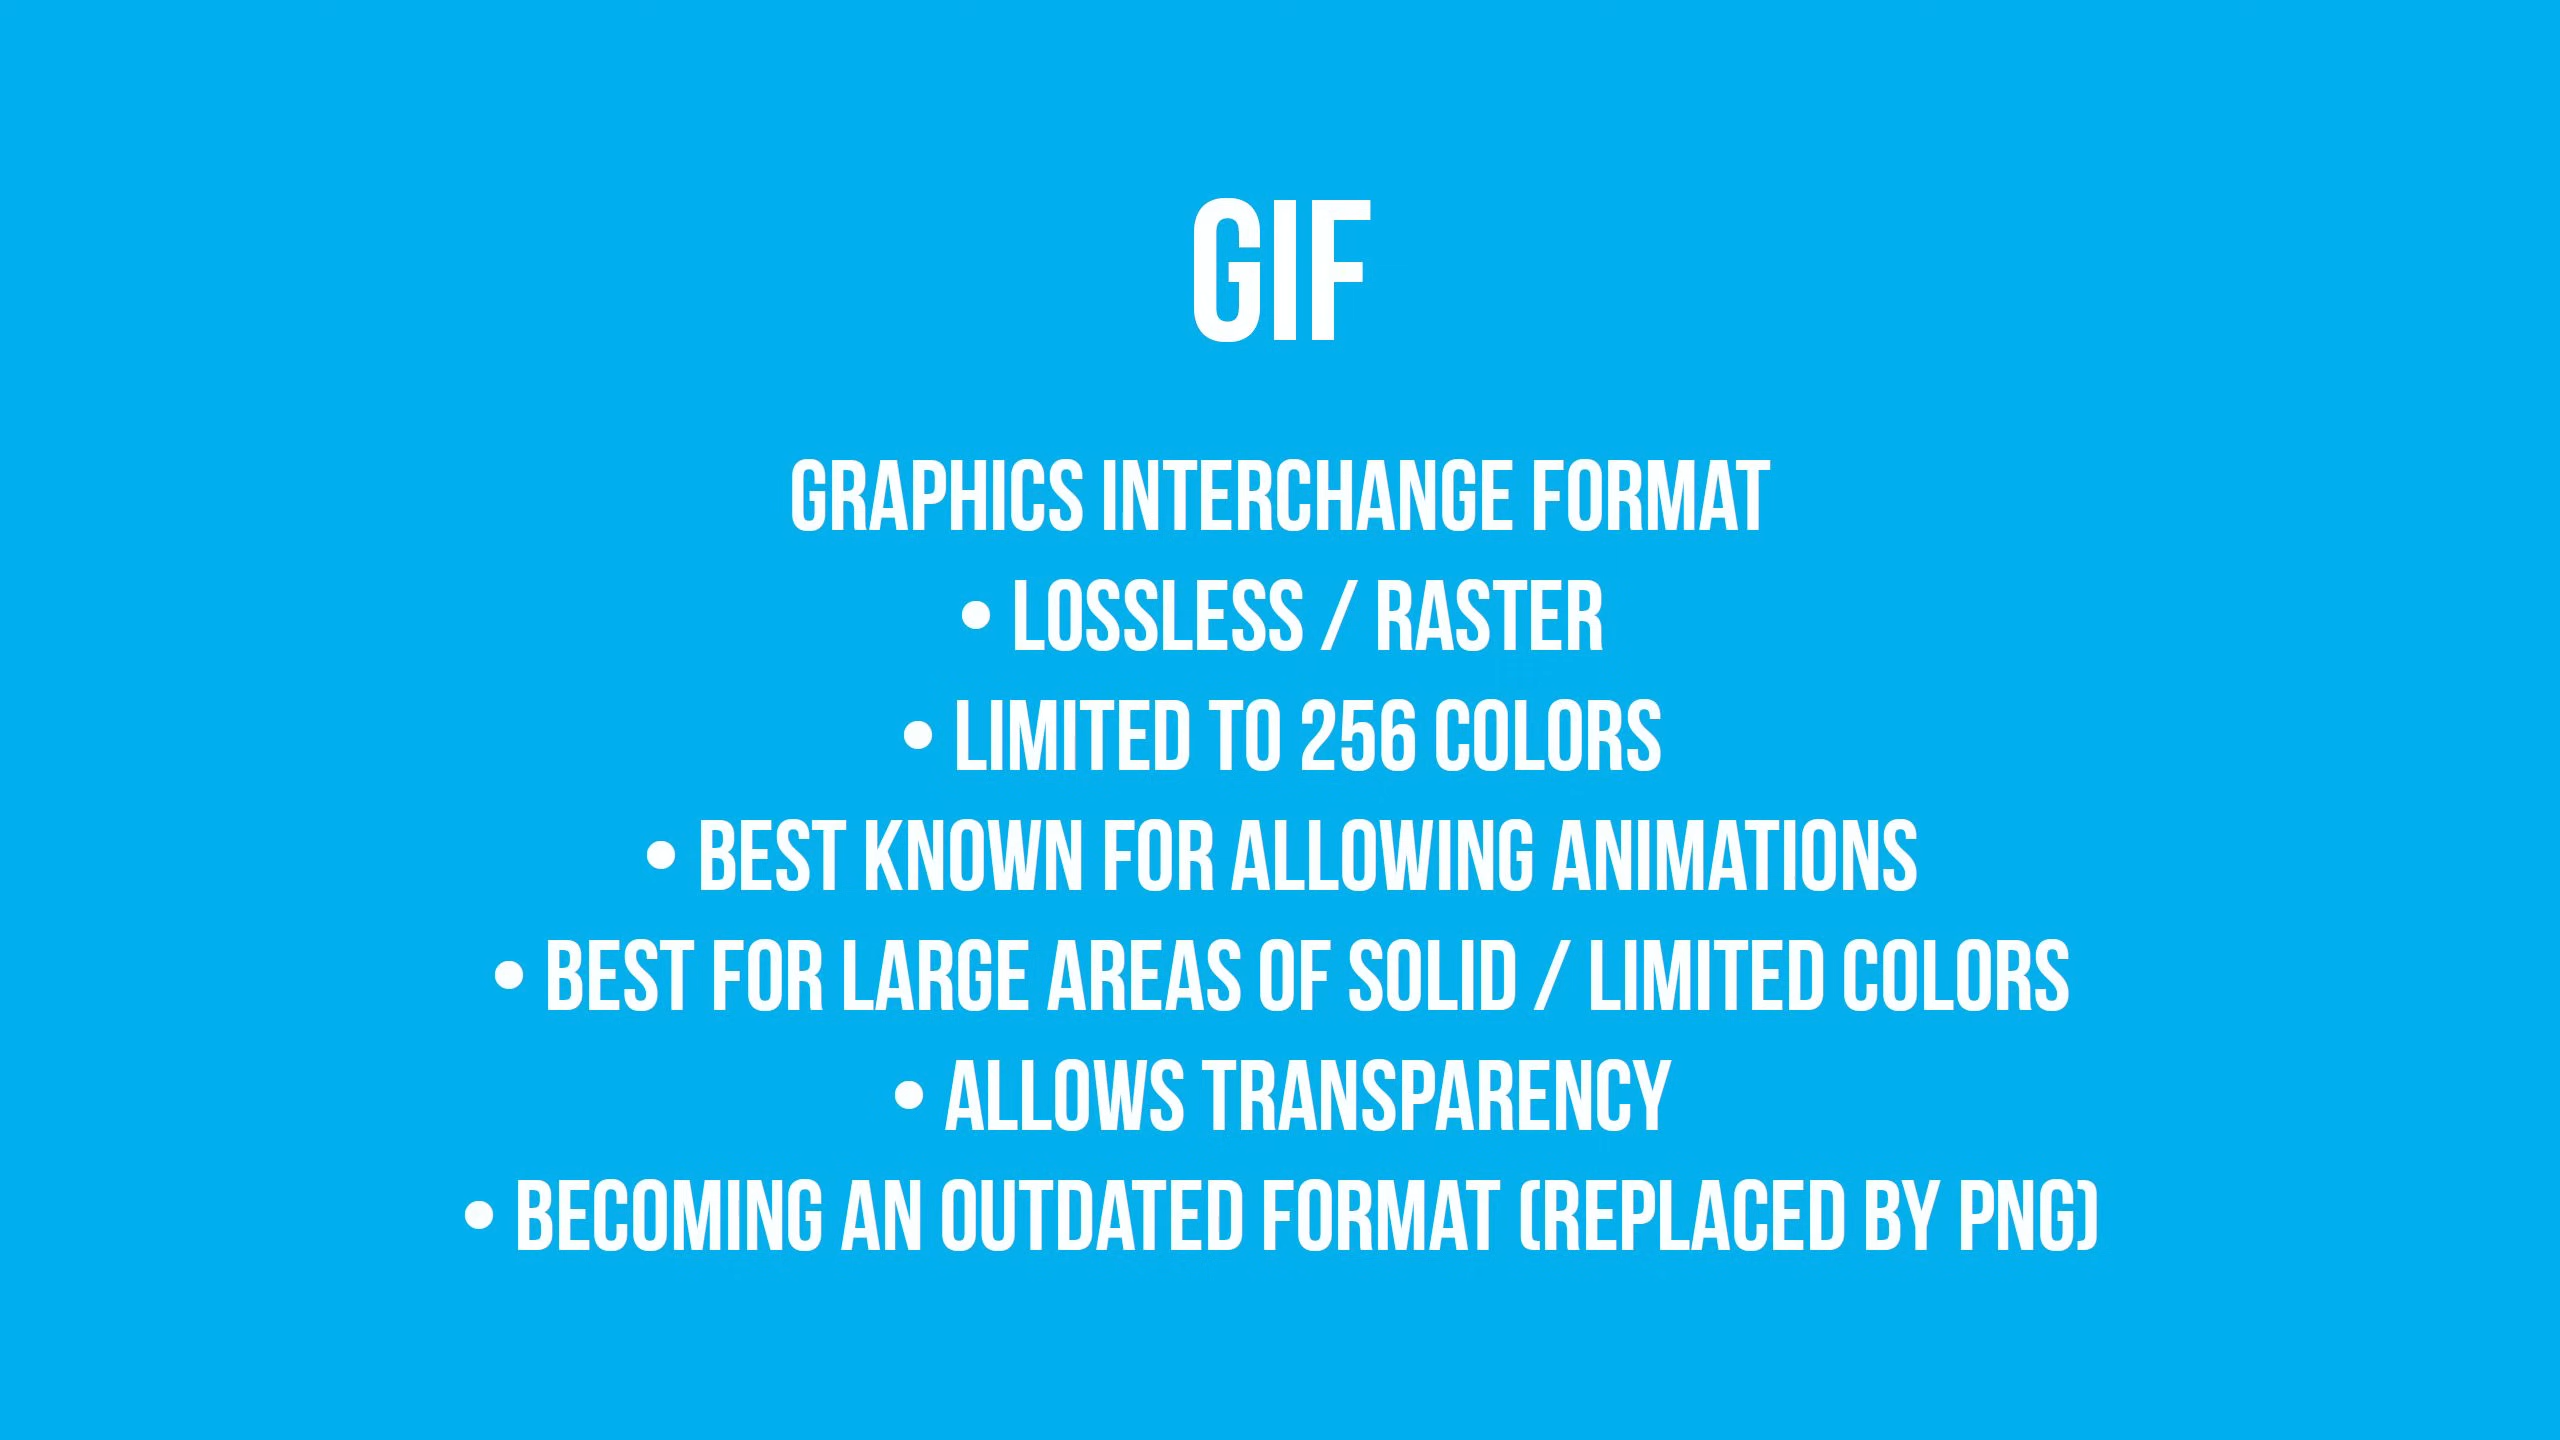 GIF
GRAPHICS INTERCHANGE FORMAT
• LOSSLESS / RASTER
• LIMITED TO 256 COLORS
• BEST KNOWN FOR ALLOWING ANIMATIONS
• BEST FOR LARGE AREAS OF SOLID / LIMITED COLORS
• ALLOWS TRANSPARENCY
• BECOMING AN OUTDATED FORMAT (REPLACED BY PNG)